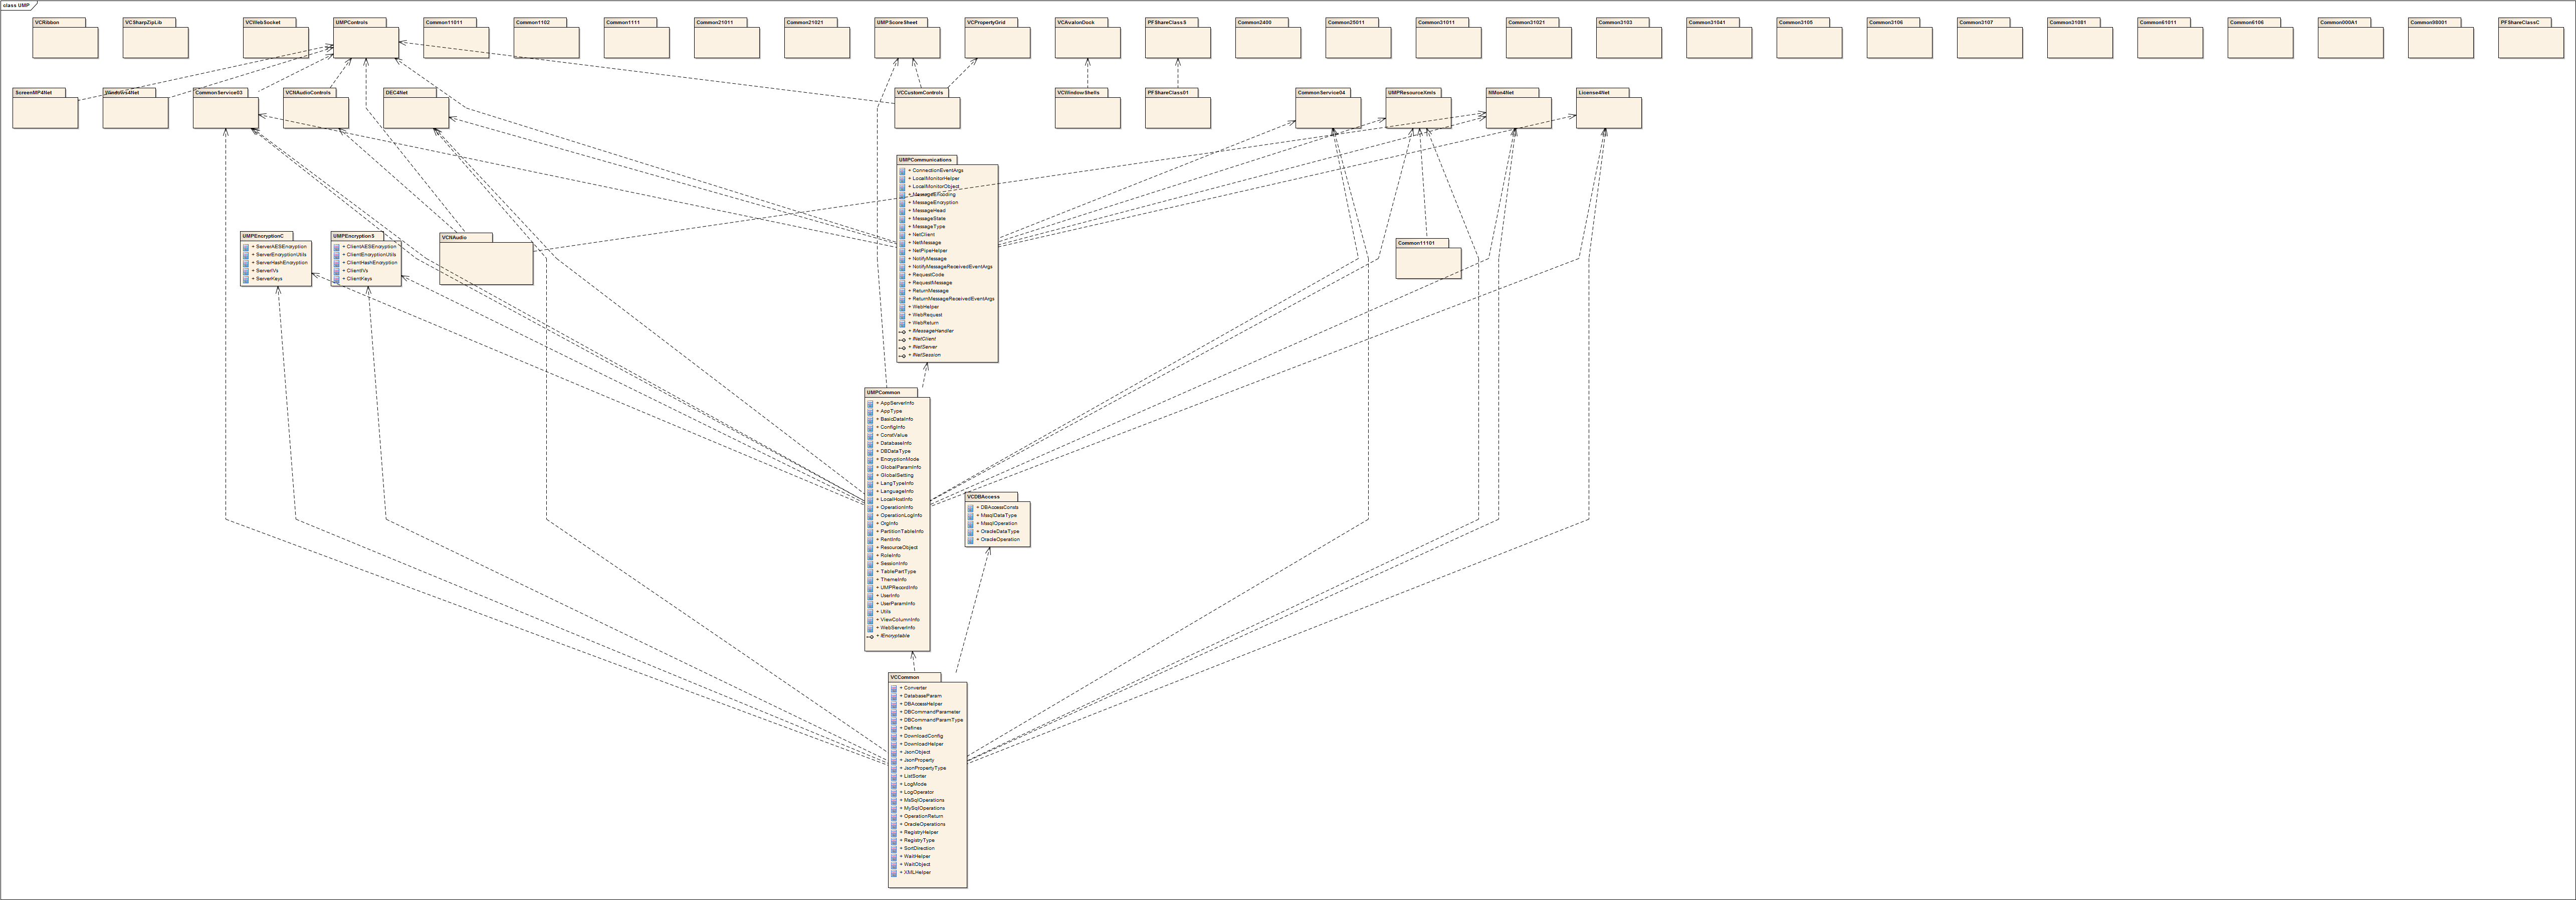 class UMP
VCRibbon
VCSharpZipLib
VCWebSocket
UMPControls
Common11011
Common1102
Common1111
Common21011
Common21021
UMPScoreSheet
VCPropertyGrid
VCAvalonDock
PFShareClassS
Common2400
Common25011
Common31011
Common31021
Common3103
Common31041
Common3105
Common3106
Common3107
Common31081
Common61011
Common6106
Common000A1
Common98001
PFShareClassC
ScreenMP4Net
CommonService03
VCNAudioControls
DEC4Net
VCCustomControls
VCWindowShells
PFShareClass01
CommonService04
UMPResourceXmls
NMon4Net
License4Net
UMPCommunications
+ ConnectionEventArgs
+ LocalMonitorHelper
+ LocalMonitorObject
+ MessageEncoding
+ MessageEncryption
+ MessageHead
+ MessageState
+ MessageType
+ NetClient
+ NetMessage
+ NetPipeHelper
+ NotifyMessage
+ NotifyMessageReceivedEventArgs
+ RequestCode
+ RequestMessage
+ ReturnMessage
+ ReturnMessageReceivedEventArgs
+ WebHelper
+ WebRequest
+ WebReturn
+ IMessageHandler
+ INetClient
+ INetServer
+ INetSession
UMPEncryptionC
+ ServerAESEncryption
+ ServerEncryptionUtils
+ ServerHashEncryption
+ ServerIVs
+ ServerKeys
UMPEncryptionS
+ ClientAESEncryption
+ ClientEncryptionUtils
+ ClientHashEncryption
+ ClientIVs
+ ClientKeys
VCNAudio
Common11101
UMPCommon
+ AppServerInfo
+ AppType
+ BasicDataInfo
+ ConfigInfo
+ ConstValue
+ DatabaseInfo
+ DBDataType
+ EncryptionMode
+ GlobalParamInfo
+ GlobalSetting
+ LangTypeInfo
+ LanguageInfo
+ LocalHostInfo
+ OperationInfo
+ OperationLogInfo
+ OrgInfo
+ PartitionTableInfo
+ RentInfo
+ ResourceObject
+ RoleInfo
+ SessionInfo
+ TablePartType
+ ThemeInfo
+ UMPRecordInfo
+ UserInfo
+ UserParamInfo
+ Utils
+ ViewColumnInfo
+ WebServerInfo
+ IEncryptable
VCDBAccess
+ DBAccessConsts
+ MssqlDataType
+ MssqlOperation
+ OracleDataType
+ OracleOperation
VCCommon
+ Converter
+ DatabaseParam
+ DBAccessHelper
+ DBCommandParameter
+ DBCommandParamType
+ Defines
+ DownloadConfig
+ DownloadHelper
+ JsonObject
+ JsonProperty
+ JsonPropertyType
+ ListSorter
+ LogMode
+ LogOperator
+ MsSqlOperations
+ MySqlOperations
+ OperationReturn
+ OracleOperations
+ RegistryHelper
+ RegistryType
+ SortDirection
+ WaitHelper
+ WaitObject
+ XMLHelper